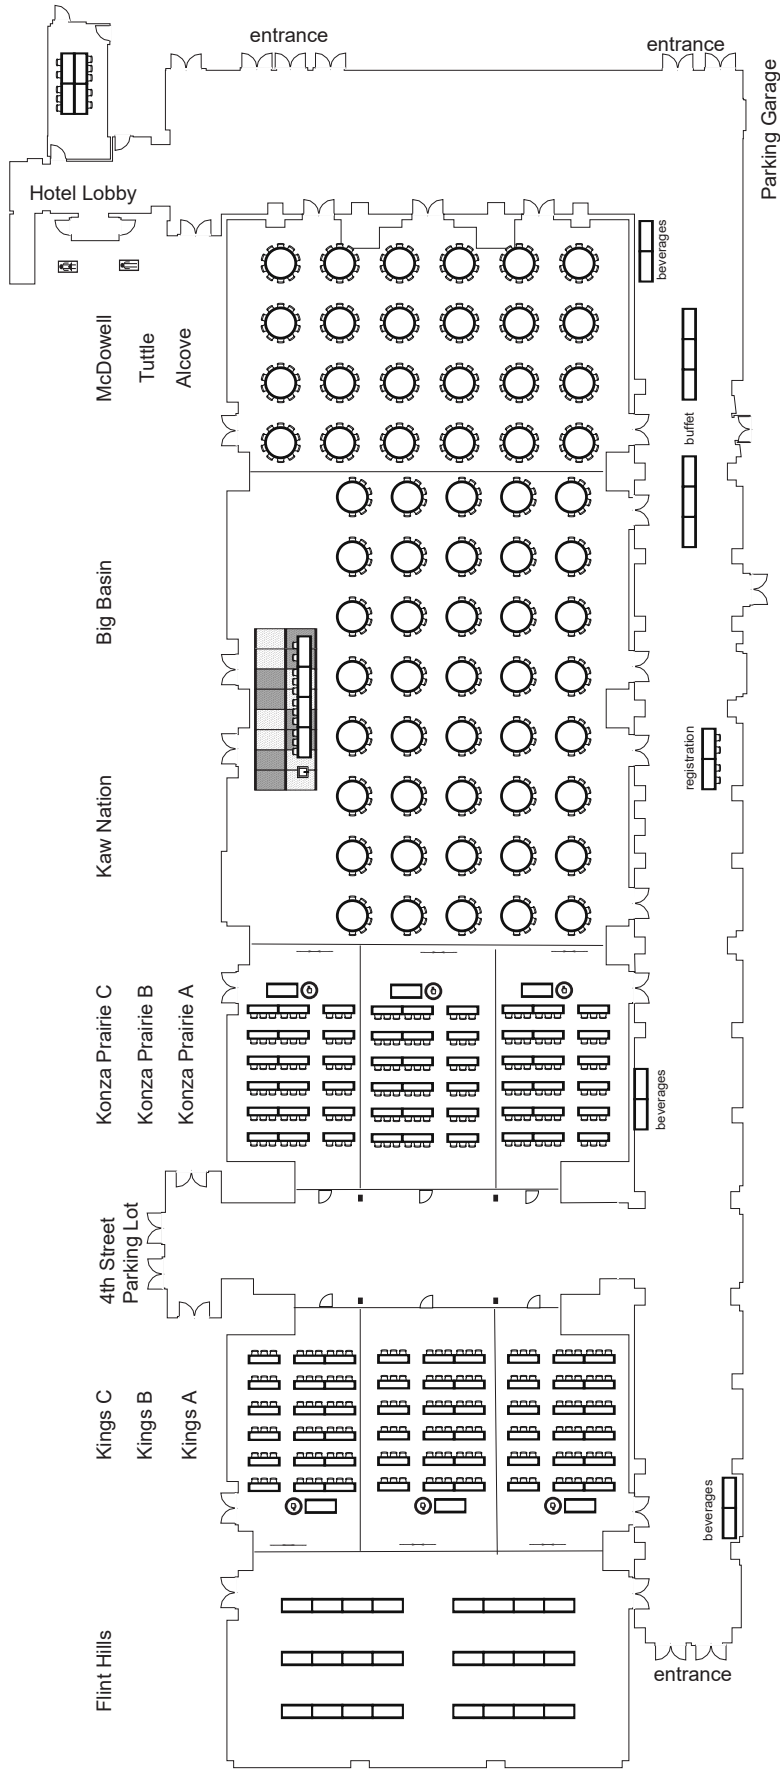 entrance
entrance
Parking Garage
Hotel Lobby
beverages
McDowell
Tuttle
Alcove
buffet
Big Basin
registration
Kaw Nation
Konza Prairie C
Konza Prairie B
Konza Prairie A
beverages
4th Street
Parking Lot
Kings C
Kings B
Kings A
beverages
Flint Hills
entrance